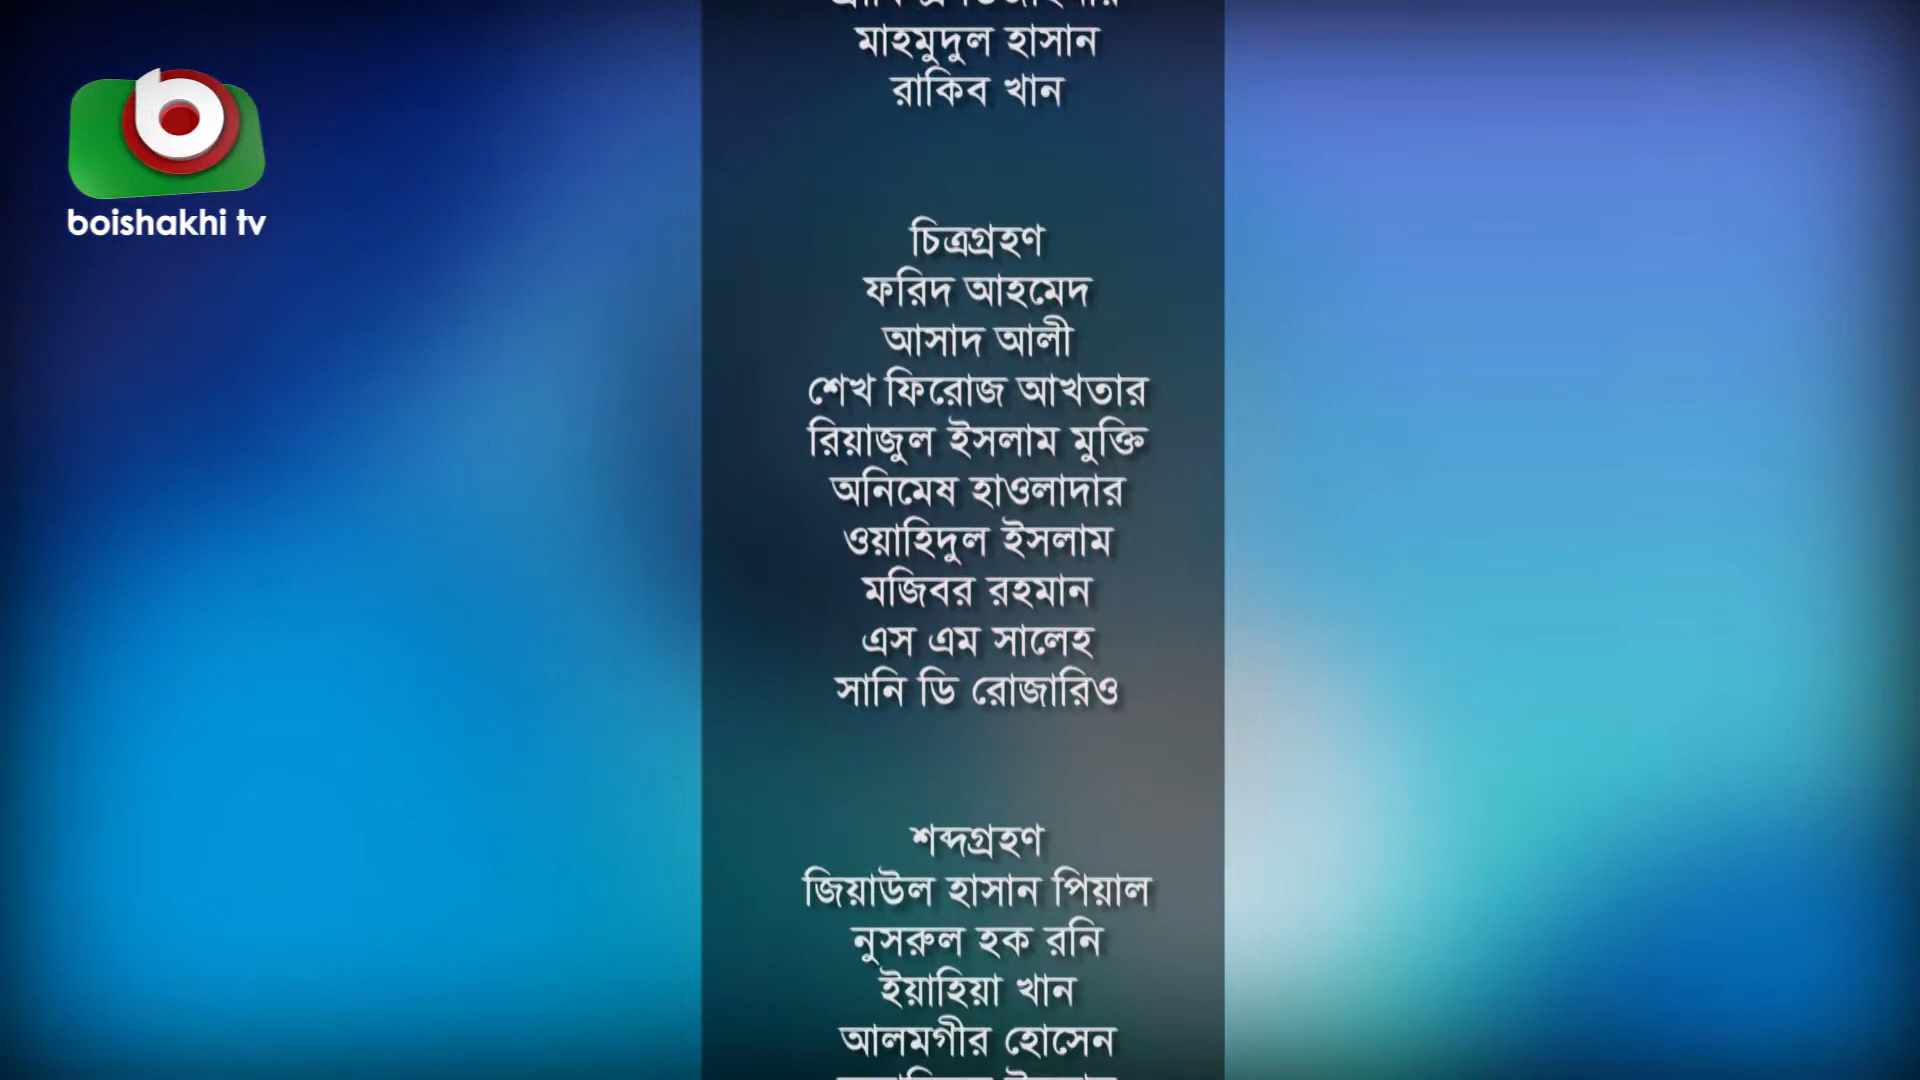 মাহমুদুল হাসান
রাকিব খান
boishakhi tv
চিত্রগ্রহণ
ফরিদ আহমেদ
আসাদ আলী
শেখ ফিরোজ আখতার
রিয়াজুল ইসলাম মুক্তি
অনিমেষ হাওলাদার
ওয়াহিদুল ইসলাম
মজিবর রহমান
এস এম সালেহ
সানি ডি রোজারিও
শব্দগ্রহণ
জিয়াউল হাসান পিয়াল
নুসরুল হক রনি
ইয়াহিয়া খান
আলমগীর হোসেন